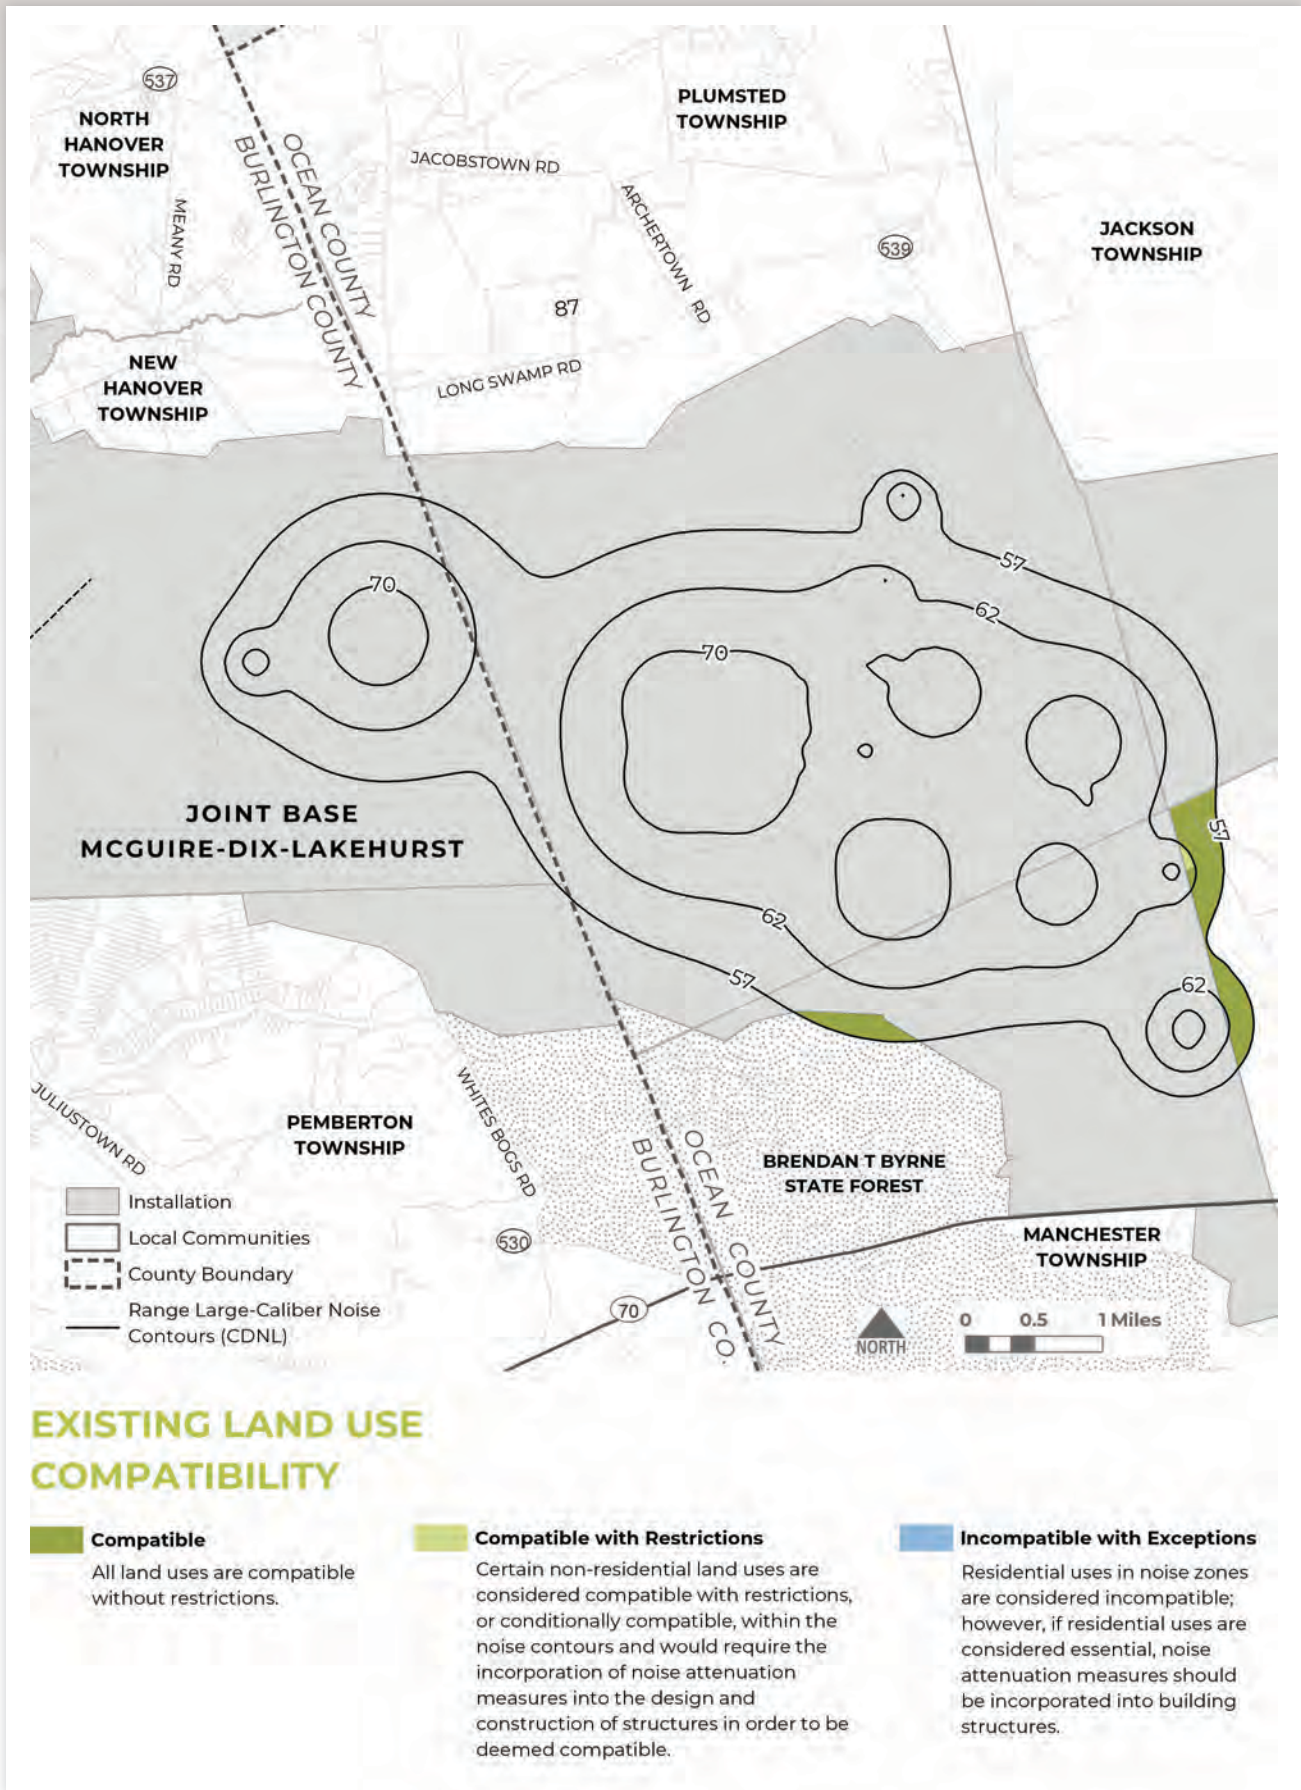 537
NORTH
HANOVER
TOWNSHIP
PLUMSTED
TOWNSHIP
OCEAN COUNTY
BURLINGTON COUNTY
JACOBSTOWN RD
MEANY RD
ARCHERTOWN RD
539
JACKSON
TOWNSHIP
87
NEW
HANOVER
TOWNSHIP
LONG SWAMP RD
57
62
70
70
JOINT BASE
MCGUIRE-DIX-LAKEHURST
57
62
57
62
JULIUSTOWN RD
PEMBERTON
TOWNSHIP
WHITES BOGS RD
OCEAN COUNTY
BURLINGTON CO.
BRENDAN T BYRNE
STATE FOREST
530
70
MANCHESTER
TOWNSHIP
Installation
Local Communities
County Boundary
Range Large-Caliber Noise
Contours (CDNL)
NORTH
0 0.5 1 Miles
EXISTING LAND USE
COMPATIBILITY
Compatible
All land uses are compatible
without restrictions.
Compatible with Restrictions
Certain non-residential land uses are
considered compatible with restrictions,
or conditionally compatible, within the
noise contours and would require the
incorporation of noise attenuation
measures into the design and
construction of structures in order to be
deemed compatible.
Incompatible with Exceptions
Residential uses in noise zones
are considered incompatible;
however, if residential uses are
considered essential, noise
attenuation measures should
be incorporated into building
structures.